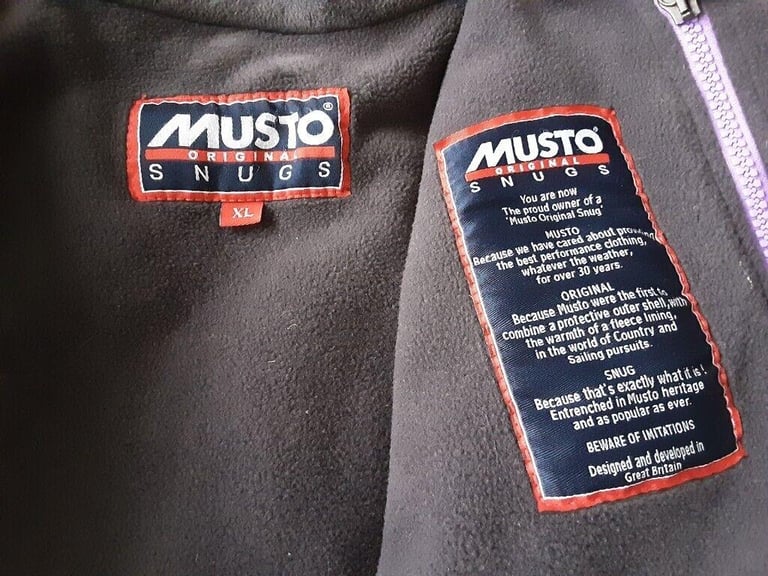 MUSTO®
ORIGINAL
SNUGS
XL
MUSTO®
ORIGINAL
SNUGS
You are now
The proud owner of a
'Musto Original Snug'
MUSTO
Because we have cared about proving
the best performance clothing,
whatever the weather,
for over 30 years.
ORIGINAL
Because Musto were the first to
combine a protective outer shell, with
the warmth of a fleece lining,
in the world of Country and
Sailing pursuits.
SNUG
Because that's exactly what it is!
Entrenched in Musto heritage
and as popular as ever.
BEWARE OF IMITATIONS
Designed and developed in
Great Britain